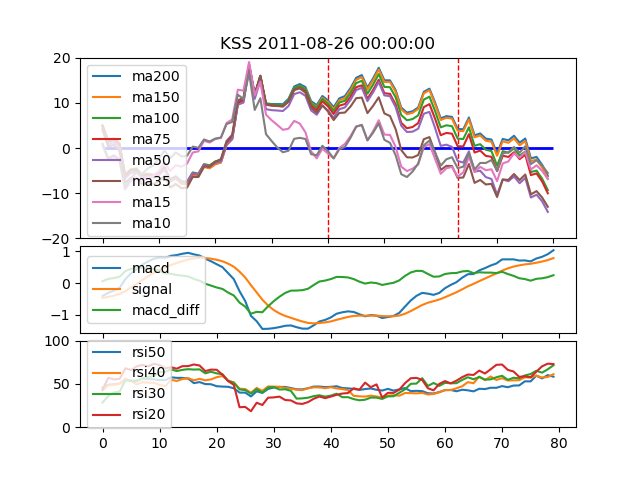 KSS 2011-08-26 00:00:00
20
10
0
−10
−20
ma200
ma150
ma100
ma75
ma50
ma35
ma15
ma10
1
0
−1
macd
signal
macd_diff
100
50
0
rsi50
rsi40
rsi30
rsi20
0 10 20 30 40 50 60 70 80